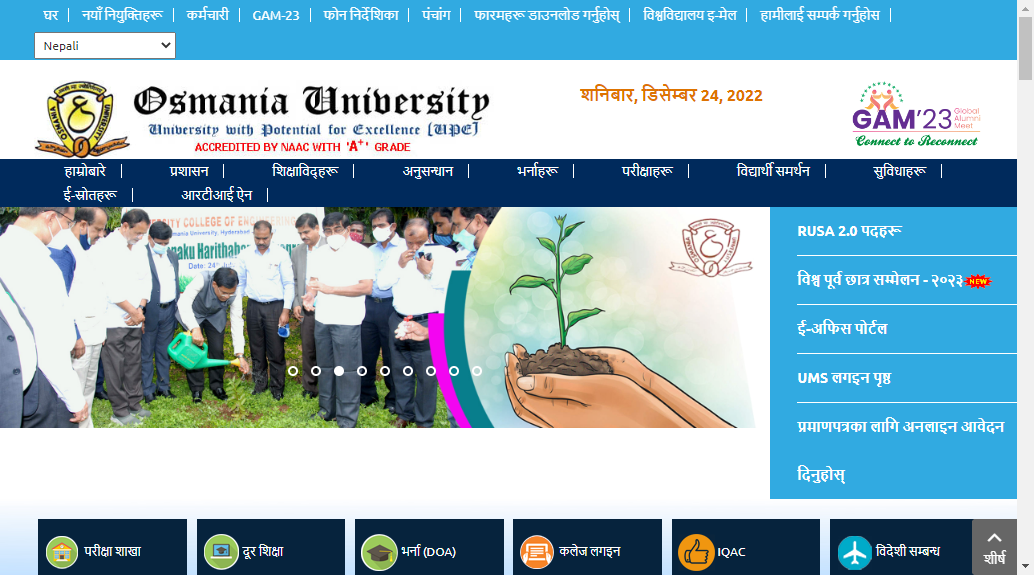 घर
नयाँ नियुक्तिहरू
कर्मचारी
GAM-23
फोन निर्देशिका
पंचांग
फारमहरू डाउनलोड गर्नुहोस्
विश्वविद्यालय इ-मेल
हामीलाई सम्पर्क गर्नुहोस
Nepali
Osmania University
University with Potential for Excellence (UPE)
ACCREDITED BY NAAC WITH 'A+' GRADE
शनिबार, डिसेम्बर 24, 2022
GAM'23 Global Alumni Meet
Connect to Reconnect
हाम्रोबारे
प्रशासन
शिक्षाविद्हरू
अनुसन्धान
भर्नाहरू
परीक्षाहरू
विद्यार्थी समर्थन
सुविधाहरू
ई-स्रोतहरू
आरटीआई ऐन
RUSA 2.0 पदहरू
विश्व पूर्व छात्र सम्मेलन - २०२३ NEW
ई-अफिस पोर्टल
UMS लगइन पृष्ठ
प्रमाणपत्रका लागि अनलाइन आवेदन
दिनुहोस्
परीक्षा शाखा
दूर शिक्षा
भर्ना (DOA)
कलेज लगइन
IQAC
विदेशी सम्बन्ध
शीर्ष